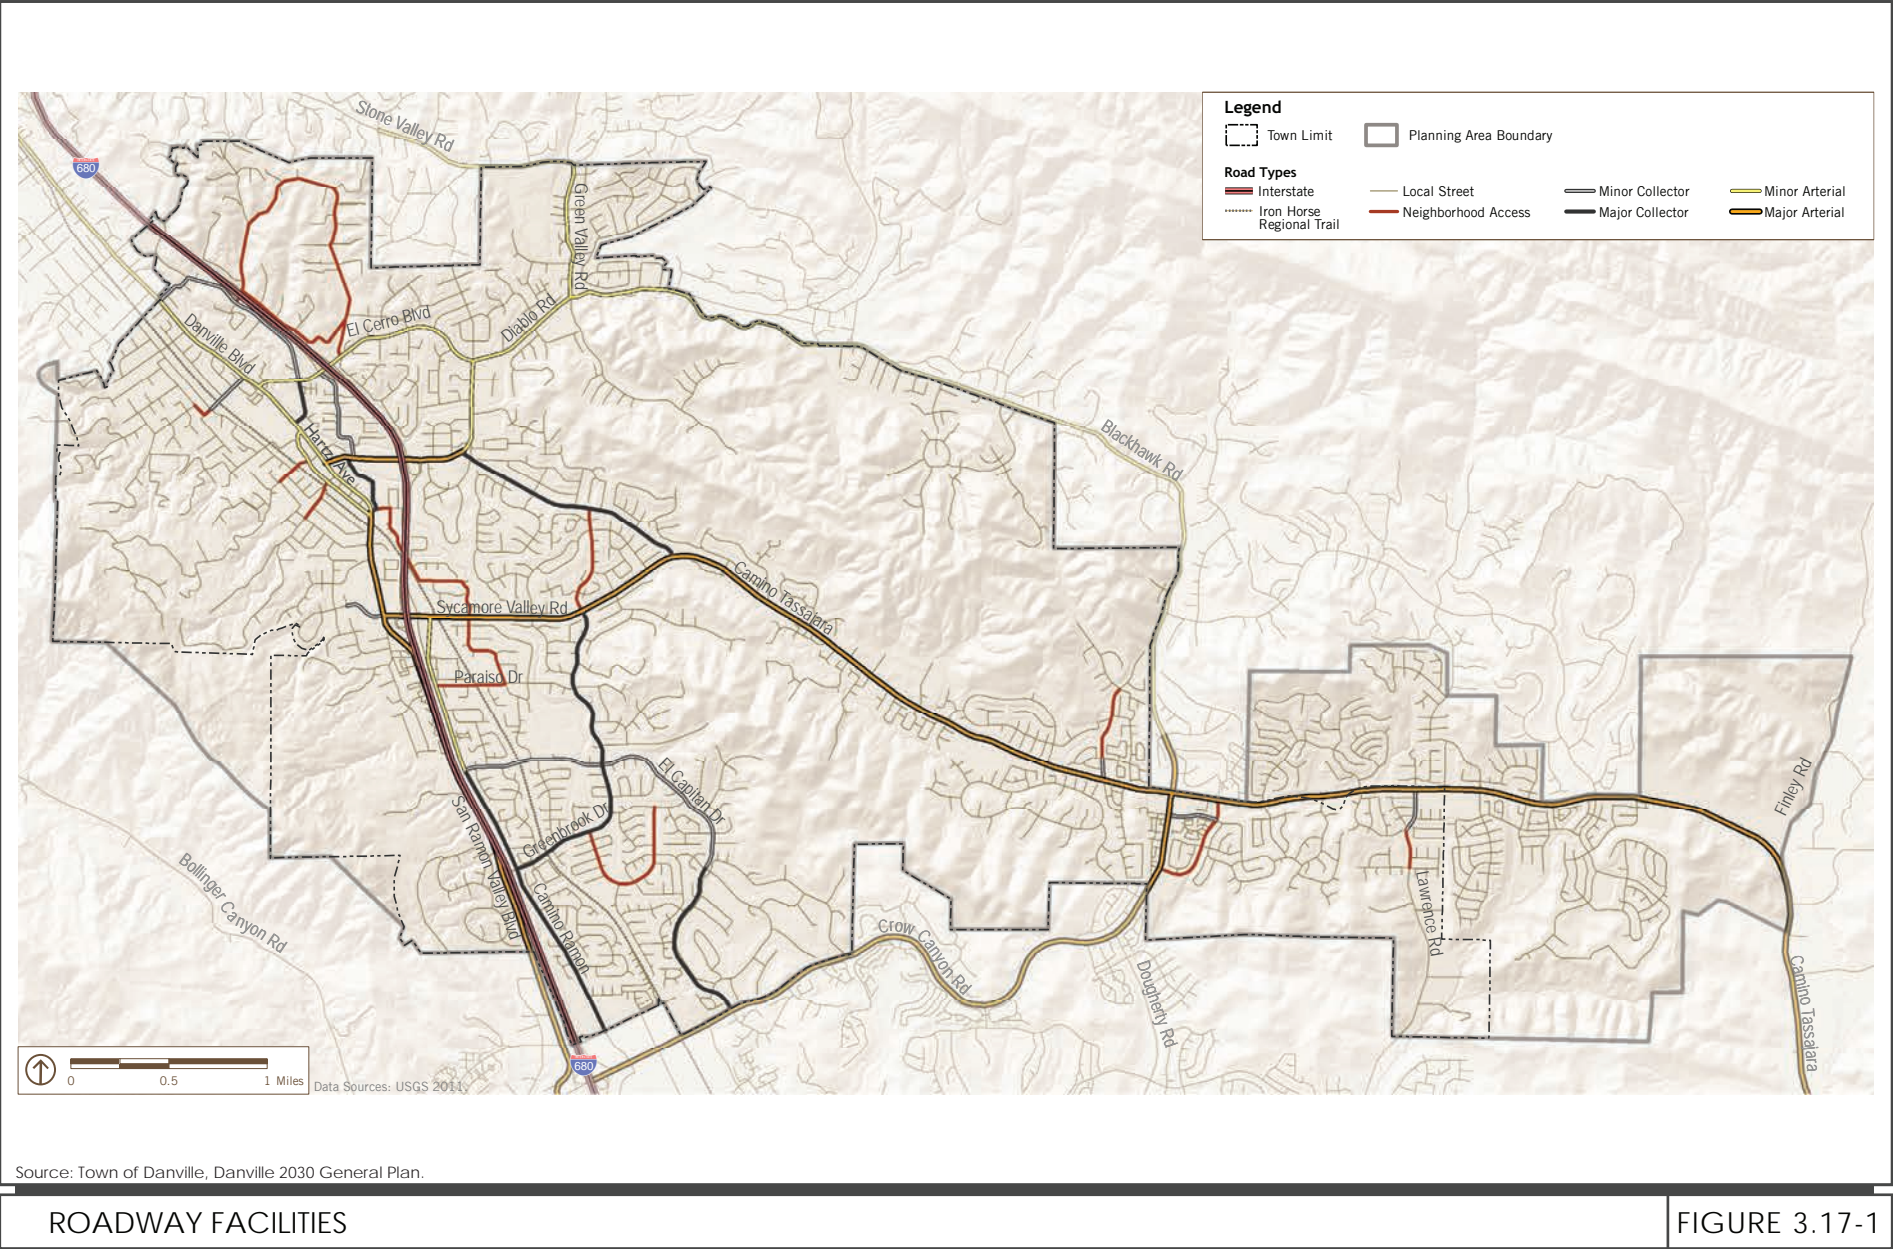 Legend
Town Limit
Planning Area Boundary
Road Types
Interstate
Local Street
Minor Collector
Minor Arterial
Iron Horse
Regional Trail
Neighborhood Access
Major Collector
Major Arterial
Stone Valley Rd
680
Green Valley Rd
El Cerro Blvd
Diablo Rd
Danville Blvd
Hartz Ave
Blackhawk Rd
Camino Tassajara
Sycamore Valley Rd
Paraiso Dr
El Capitan Dr
Greenbrook Dr
San Ramon Valley Blvd
Camino Ramon
Bollinger Canyon Rd
Crow Canyon Rd
Dougherty Rd
Lawrence Rd
Finley Rd
Camino Tassajara
680
0
0.5
1 Miles
Data Sources: USGS 2011.
Source: Town of Danville, Danville 2030 General Plan.
ROADWAY FACILITIES
FIGURE 3.17-1